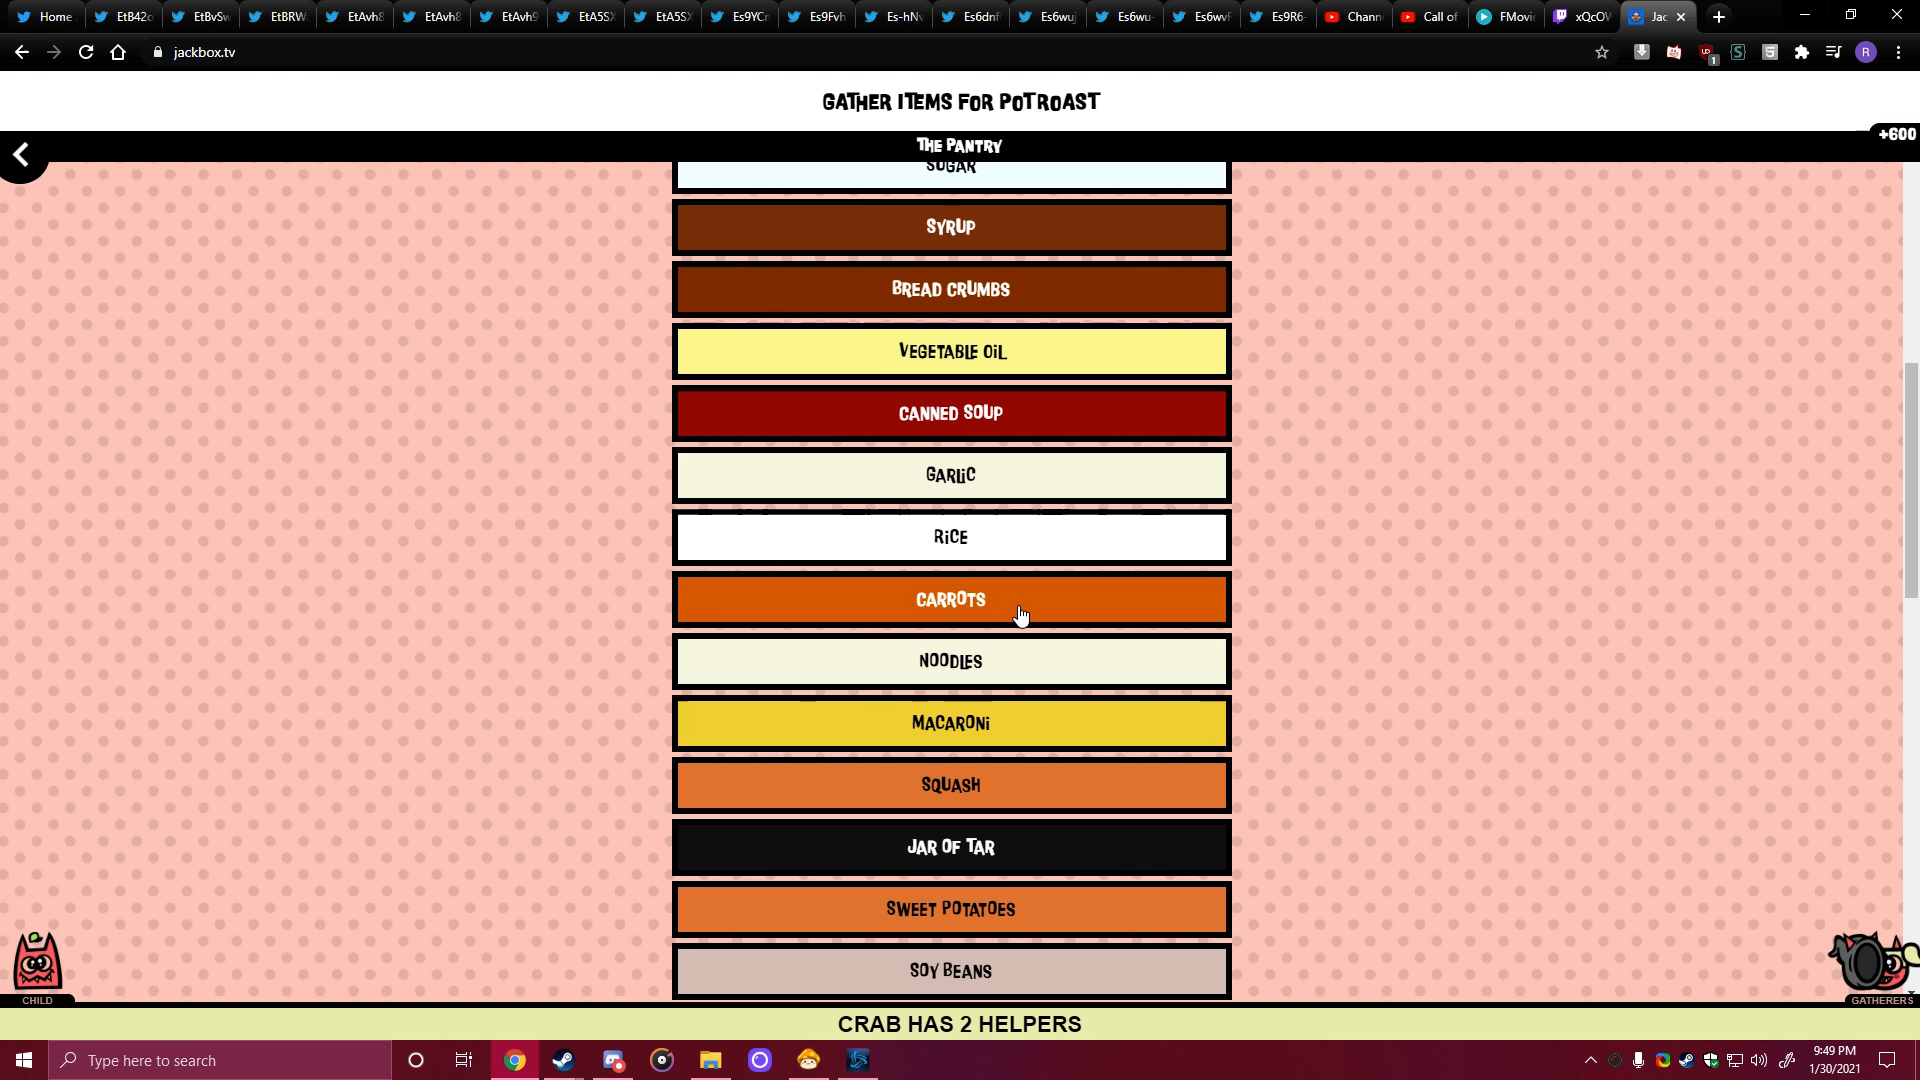 Home
EtB42o
EtBvSw
EtBRW
EtAvh8
EtAvh8
EtAvh9
EtA5SX
EtA5SX
Es9YCr
Es9Fvh
Es-hNv
Es6dnf
Es6wuj
Es6wu-
Es6wvF
Es9R6-
Chann
Call of
FMovi
xQcOW
Jac
jackbox.tv
GATHER ITEMS FOR POTROAST
THE PANTRY
+600
SUGAR
SYRUP
BREAD CRUMBS
VEGETABLE OIL
CANNED SOUP
GARLIC
RICE
CARROTS
NOODLES
MACARONI
SQUASH
JAR OF TAR
SWEET POTATOES
SOY BEANS
CHILD
GATHERERS
CRAB HAS 2 HELPERS
Type here to search
9:49 PM
1/30/2021